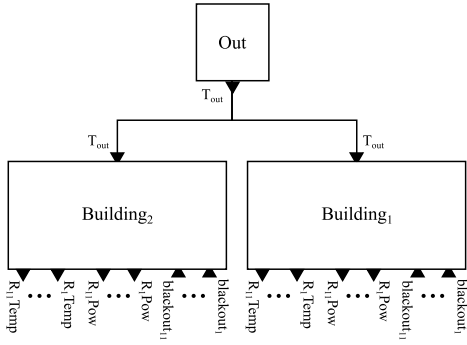 Out
T_out
T_out
T_out
Building_2
Building_1
R_11Temp
•••
R_1Temp
R_11Pow
•••
R_1Pow
blackout_11
•••
blackout_1
R_11Temp
•••
R_1Temp
R_11Pow
•••
R_1Pow
blackout_11
•••
blackout_1